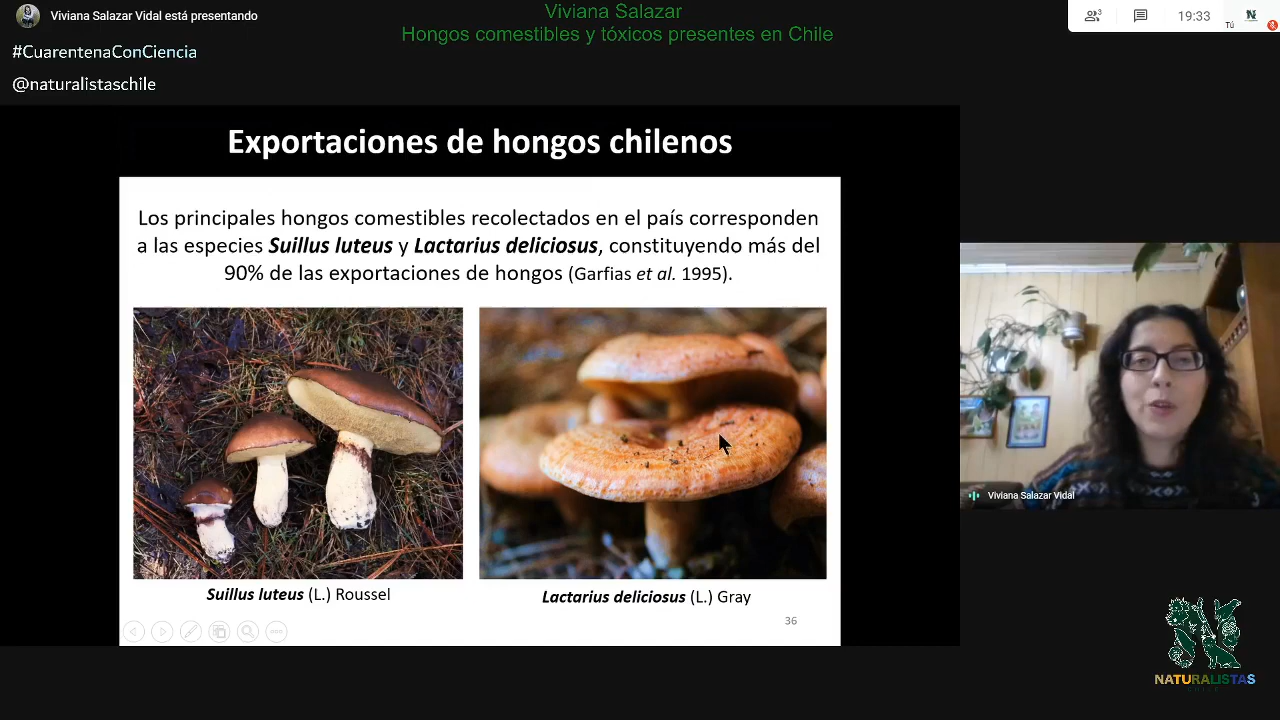 Viviana Salazar Vidal está presentando
Viviana Salazar
Hongos comestibles y tóxicos presentes en Chile
3
19:33
Tú
#CuarentenaConCiencia
@naturalistaschile
Exportaciones de hongos chilenos
Los principales hongos comestibles recolectados en el país corresponden
a las especies Suillus luteus y Lactarius deliciosus, constituyendo más del
90% de las exportaciones de hongos (Garfias et al. 1995).
Suillus luteus (L.) Roussel
Lactarius deliciosus (L.) Gray
36
Viviana Salazar Vidal
NATURALISTAS
CHILE